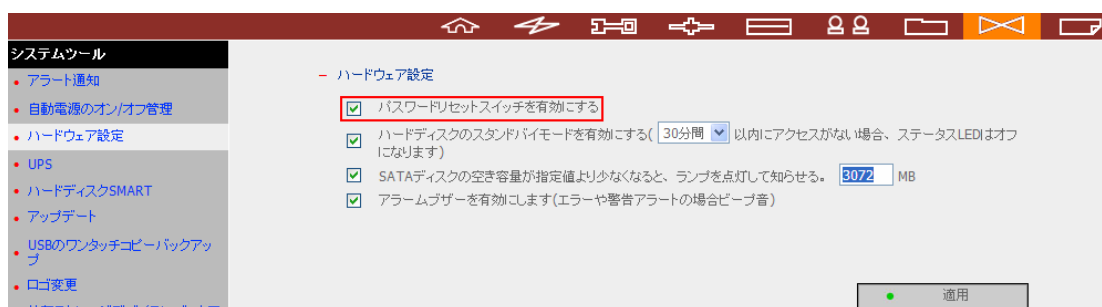 システムツール
アラート通知
自動電源のオン/オフ管理
ハードウェア設定
UPS
ハードディスクSMART
アップデート
USBのワンタッチコピーバックアッ
プ
ロゴ変更
− ハードウェア設定
パスワードリセットスイッチを有効にする
ハードディスクのスタンドバイモードを有効にする( 30分間 以内にアクセスがない場合、ステータスLEDはオフ
になります)
SATAディスクの空き容量が指定値より少なくなると、ランプを点灯して知らせる。 3072 MB
アラームブザーを有効にします(エラーや警告アラートの場合ビープ音)
適用